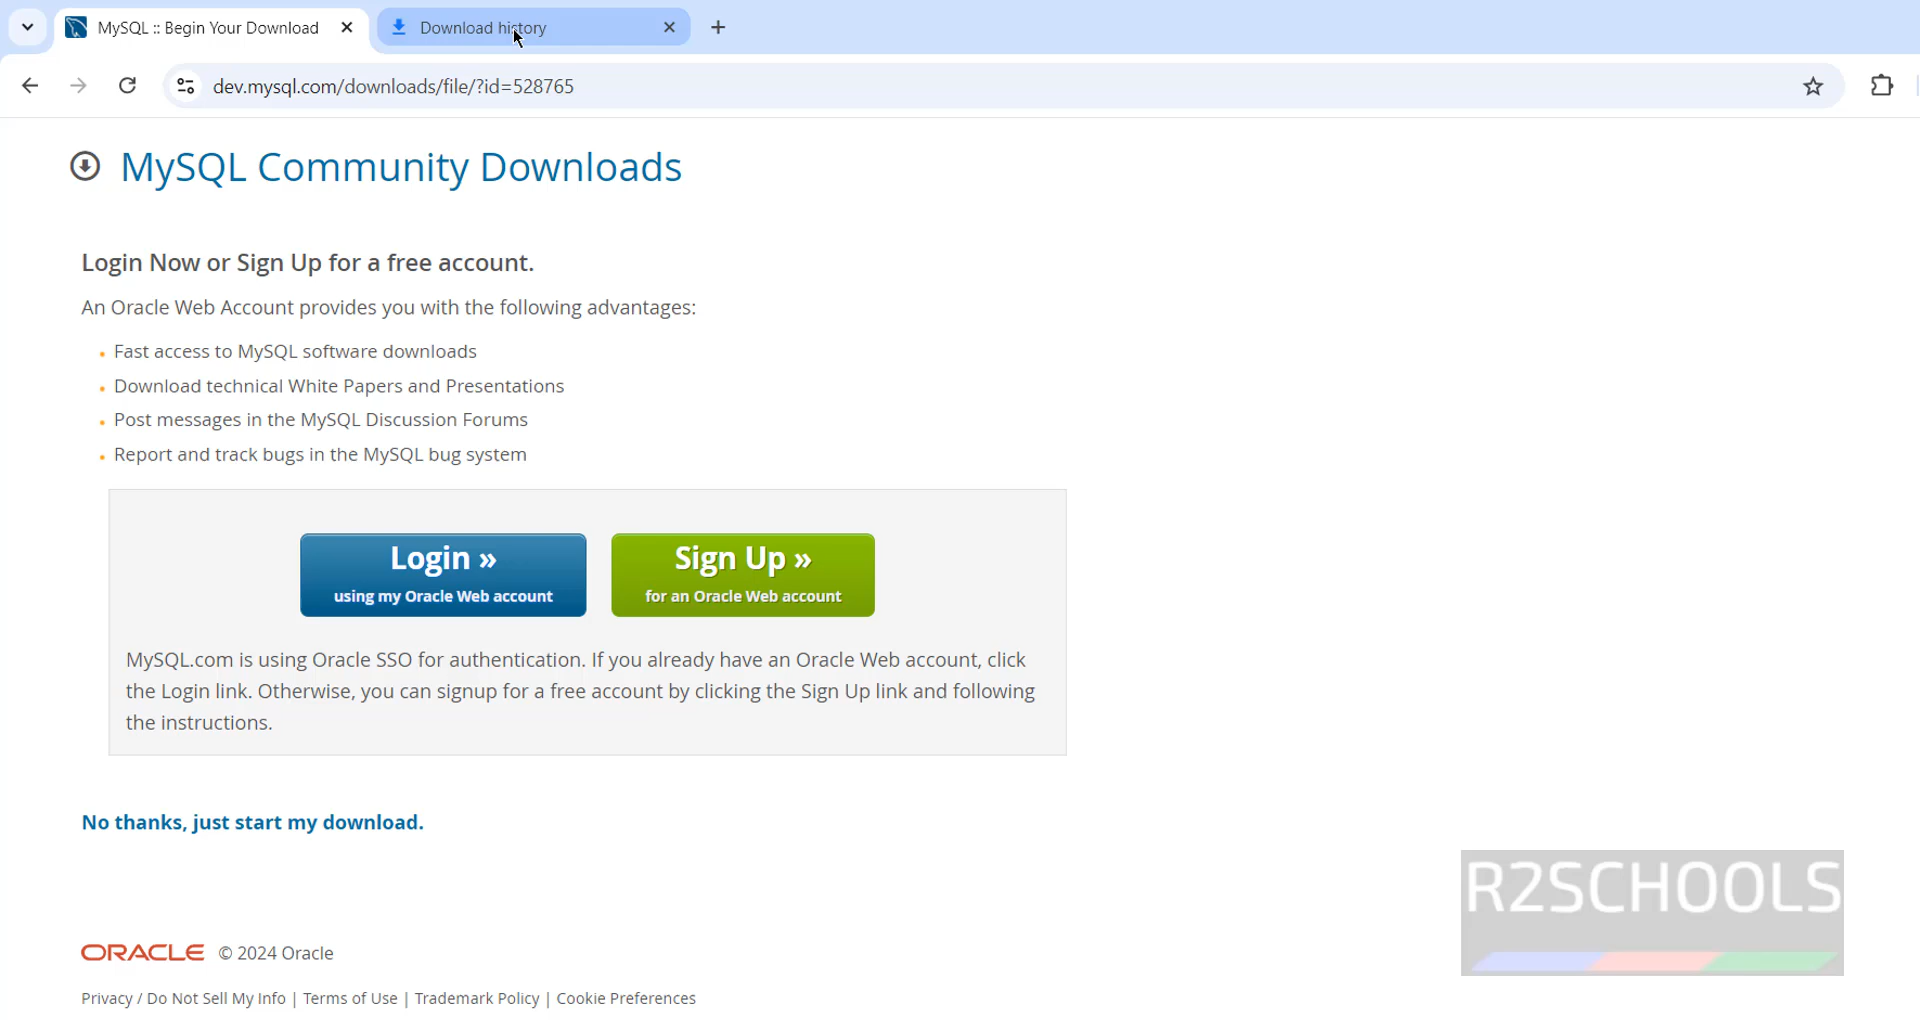 MySQL :: Begin Your Download
Download history
dev.mysql.com/downloads/file/?id=528765
MySQL Community Downloads
Login Now or Sign Up for a free account.
An Oracle Web Account provides you with the following advantages:
Fast access to MySQL software downloads
Download technical White Papers and Presentations
Post messages in the MySQL Discussion Forums
Report and track bugs in the MySQL bug system
Login »
using my Oracle Web account
Sign Up »
for an Oracle Web account
MySQL.com is using Oracle SSO for authentication. If you already have an Oracle Web account, click
the Login link. Otherwise, you can signup for a free account by clicking the Sign Up link and following
the instructions.
No thanks, just start my download.
R2SCHOOLS
ORACLE © 2024 Oracle
Privacy / Do Not Sell My Info | Terms of Use | Trademark Policy | Cookie Preferences